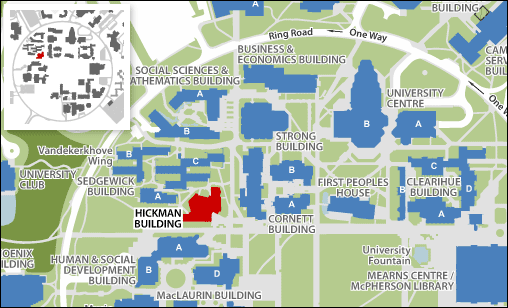 BUILDING
Ring Road
One Way
BUSINESS &
ECONOMICS BUILDING
CAM
SERV
BUILD
SOCIAL SCIENCES &
ATHEMATICS BUILDING
A
B
UNIVERSITY
CENTRE
One
B
A
STRONG
BUILDING
Vandekerkhove
Wing
B
C
C
UNIVERSITY
CLUB
SEDGEWICK
BUILDING
A
B
FIRST PEOPLES
HOUSE
B
CLEARIHUE
BUILDING
D
A
HICKMAN
BUILDING
A
CORNETT
BUILDING
A
OENIX
ILDING
HUMAN & SOCIAL
DEVELOPMENT
BUILDING
B
D
University
Fountain
MEARNS CENTRE /
McPHERSON LIBRARY
MacLAURIN BUILDING